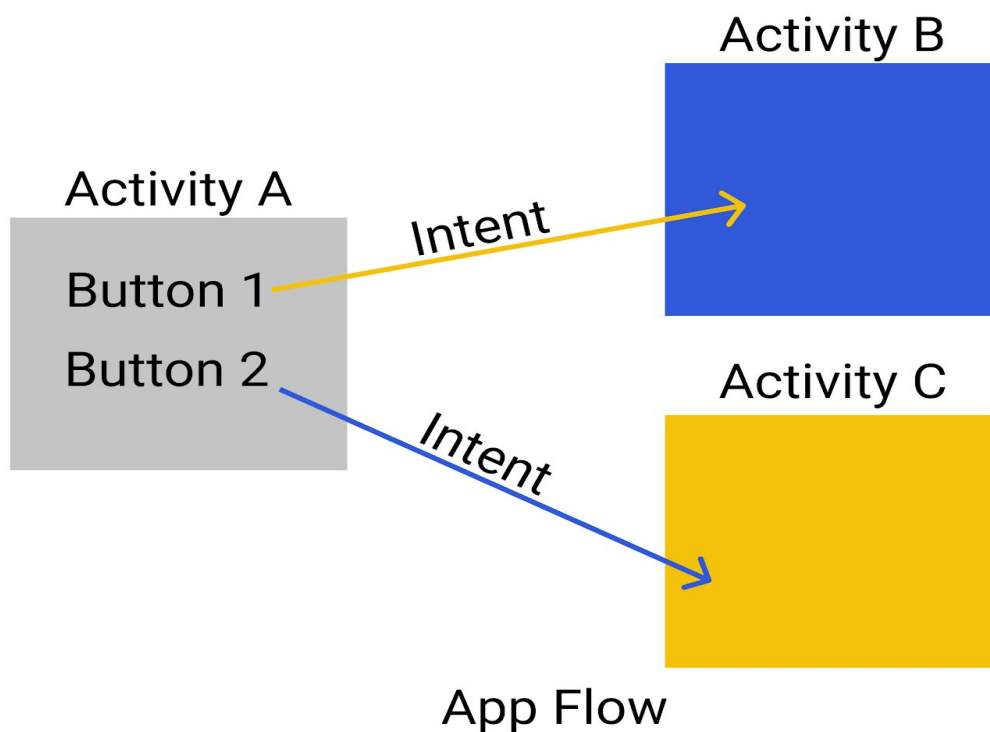 Activity B
Activity A
Intent
Button 1
Button 2
Activity C
Intent
App Flow